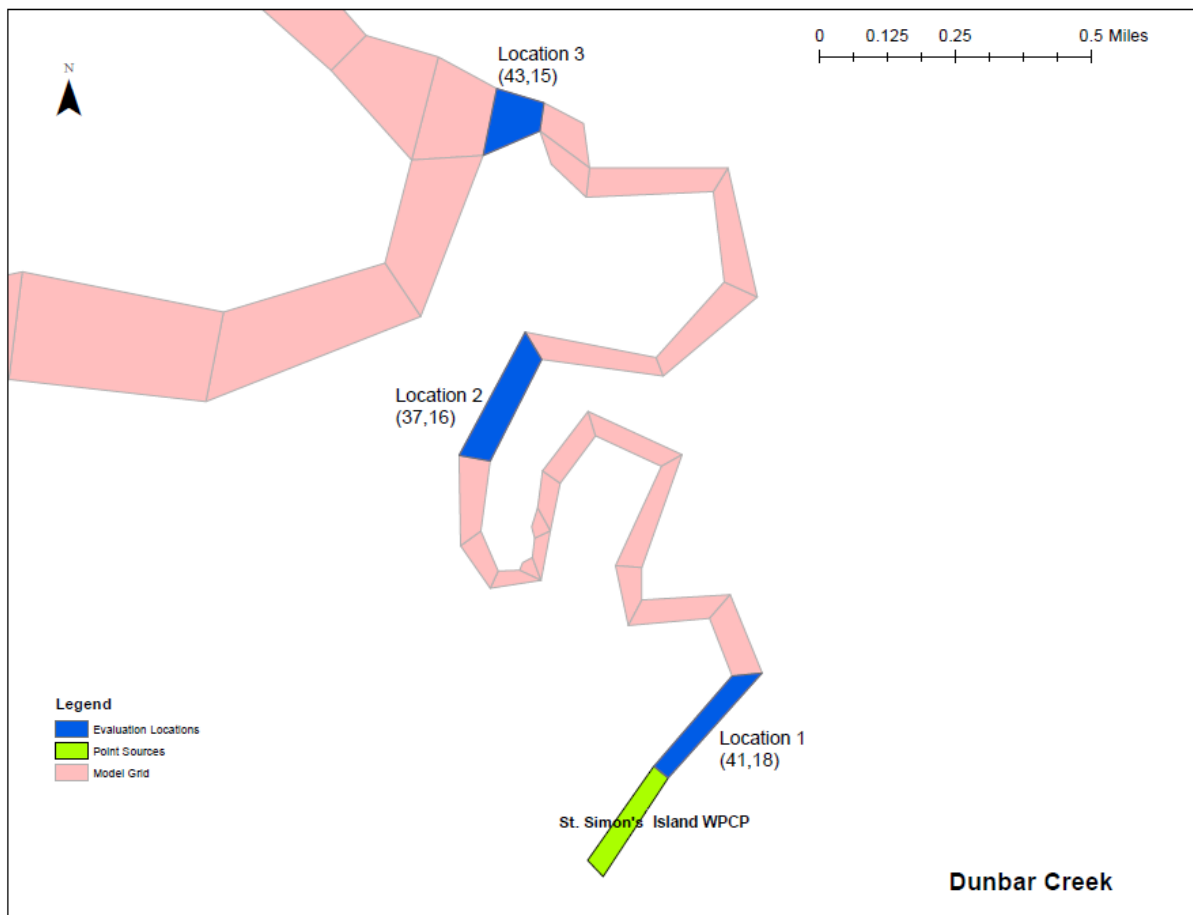 Location 3
(43,15)
0 0.125 0.25 0.5 Miles
N
Location 2
(37,16)
Legend
Evaluation Locations
Point Sources
Model Grid
Location 1
(41,18)
St. Simon's Island WPCP
Dunbar Creek